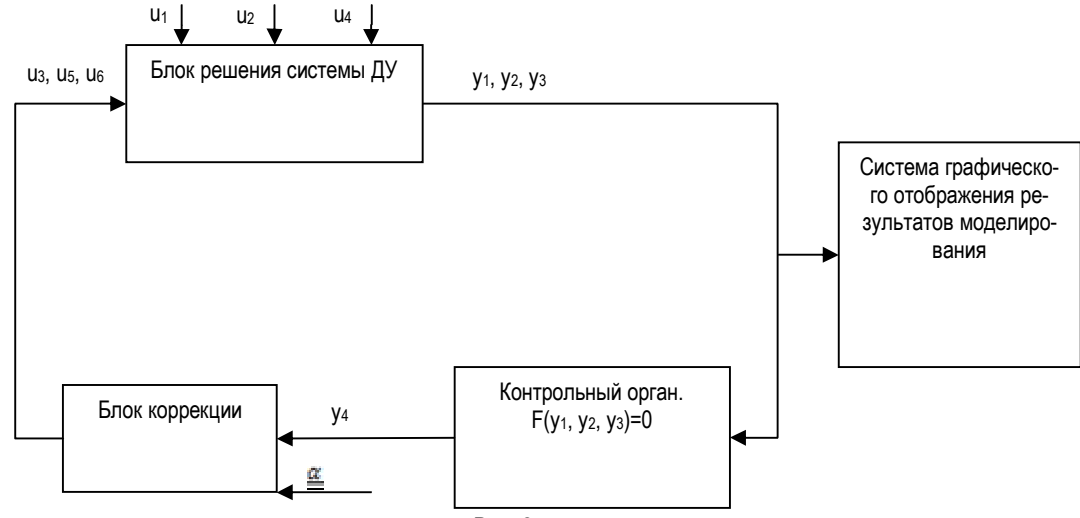 u1
u2
u4
u3, u5, u6
Блок решения системы ДУ
y1, y2, y3
Система графическо-
го отображения ре-
зультатов моделиро-
вания
Блок коррекции
y4
α
Контрольный орган.
F(y1, y2, y3)=0